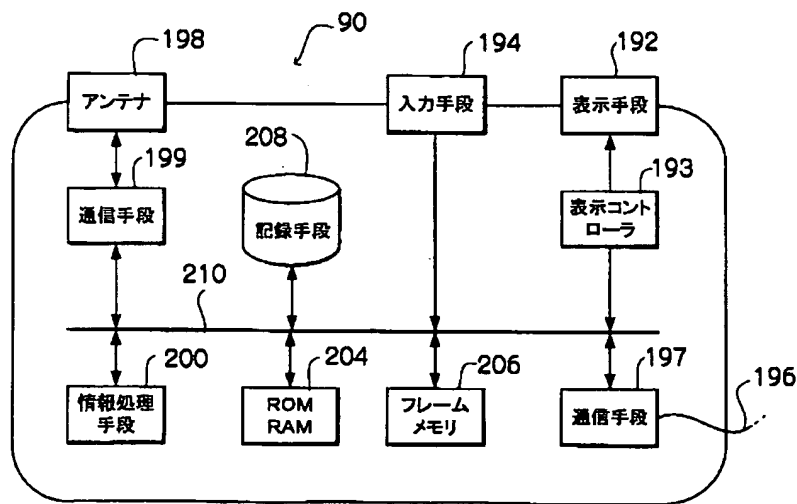 198
90
194
192
アンテナ
入力手段
表示手段
199
208
193
通信手段
記録手段
表示コント
ローラ
210
200
204
206
197
196
情報処理
手段
ROM
RAM
フレーム
メモリ
通信手段